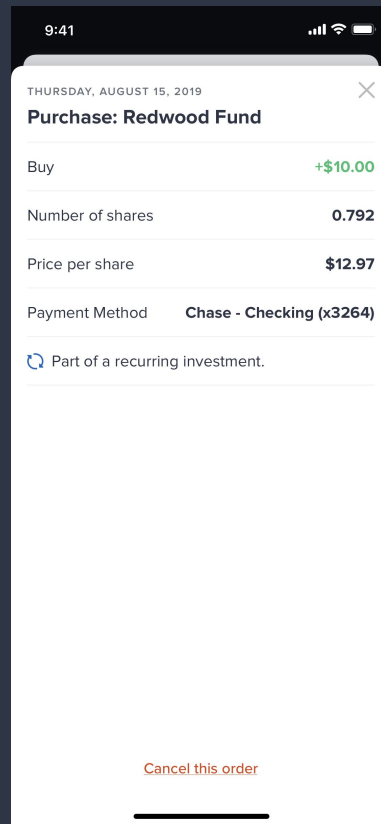 9:41
THURSDAY, AUGUST 15, 2019
Purchase: Redwood Fund
Buy +$10.00
Number of shares 0.792
Price per share $12.97
Payment Method Chase - Checking (x3264)
Part of a recurring investment.
Cancel this order